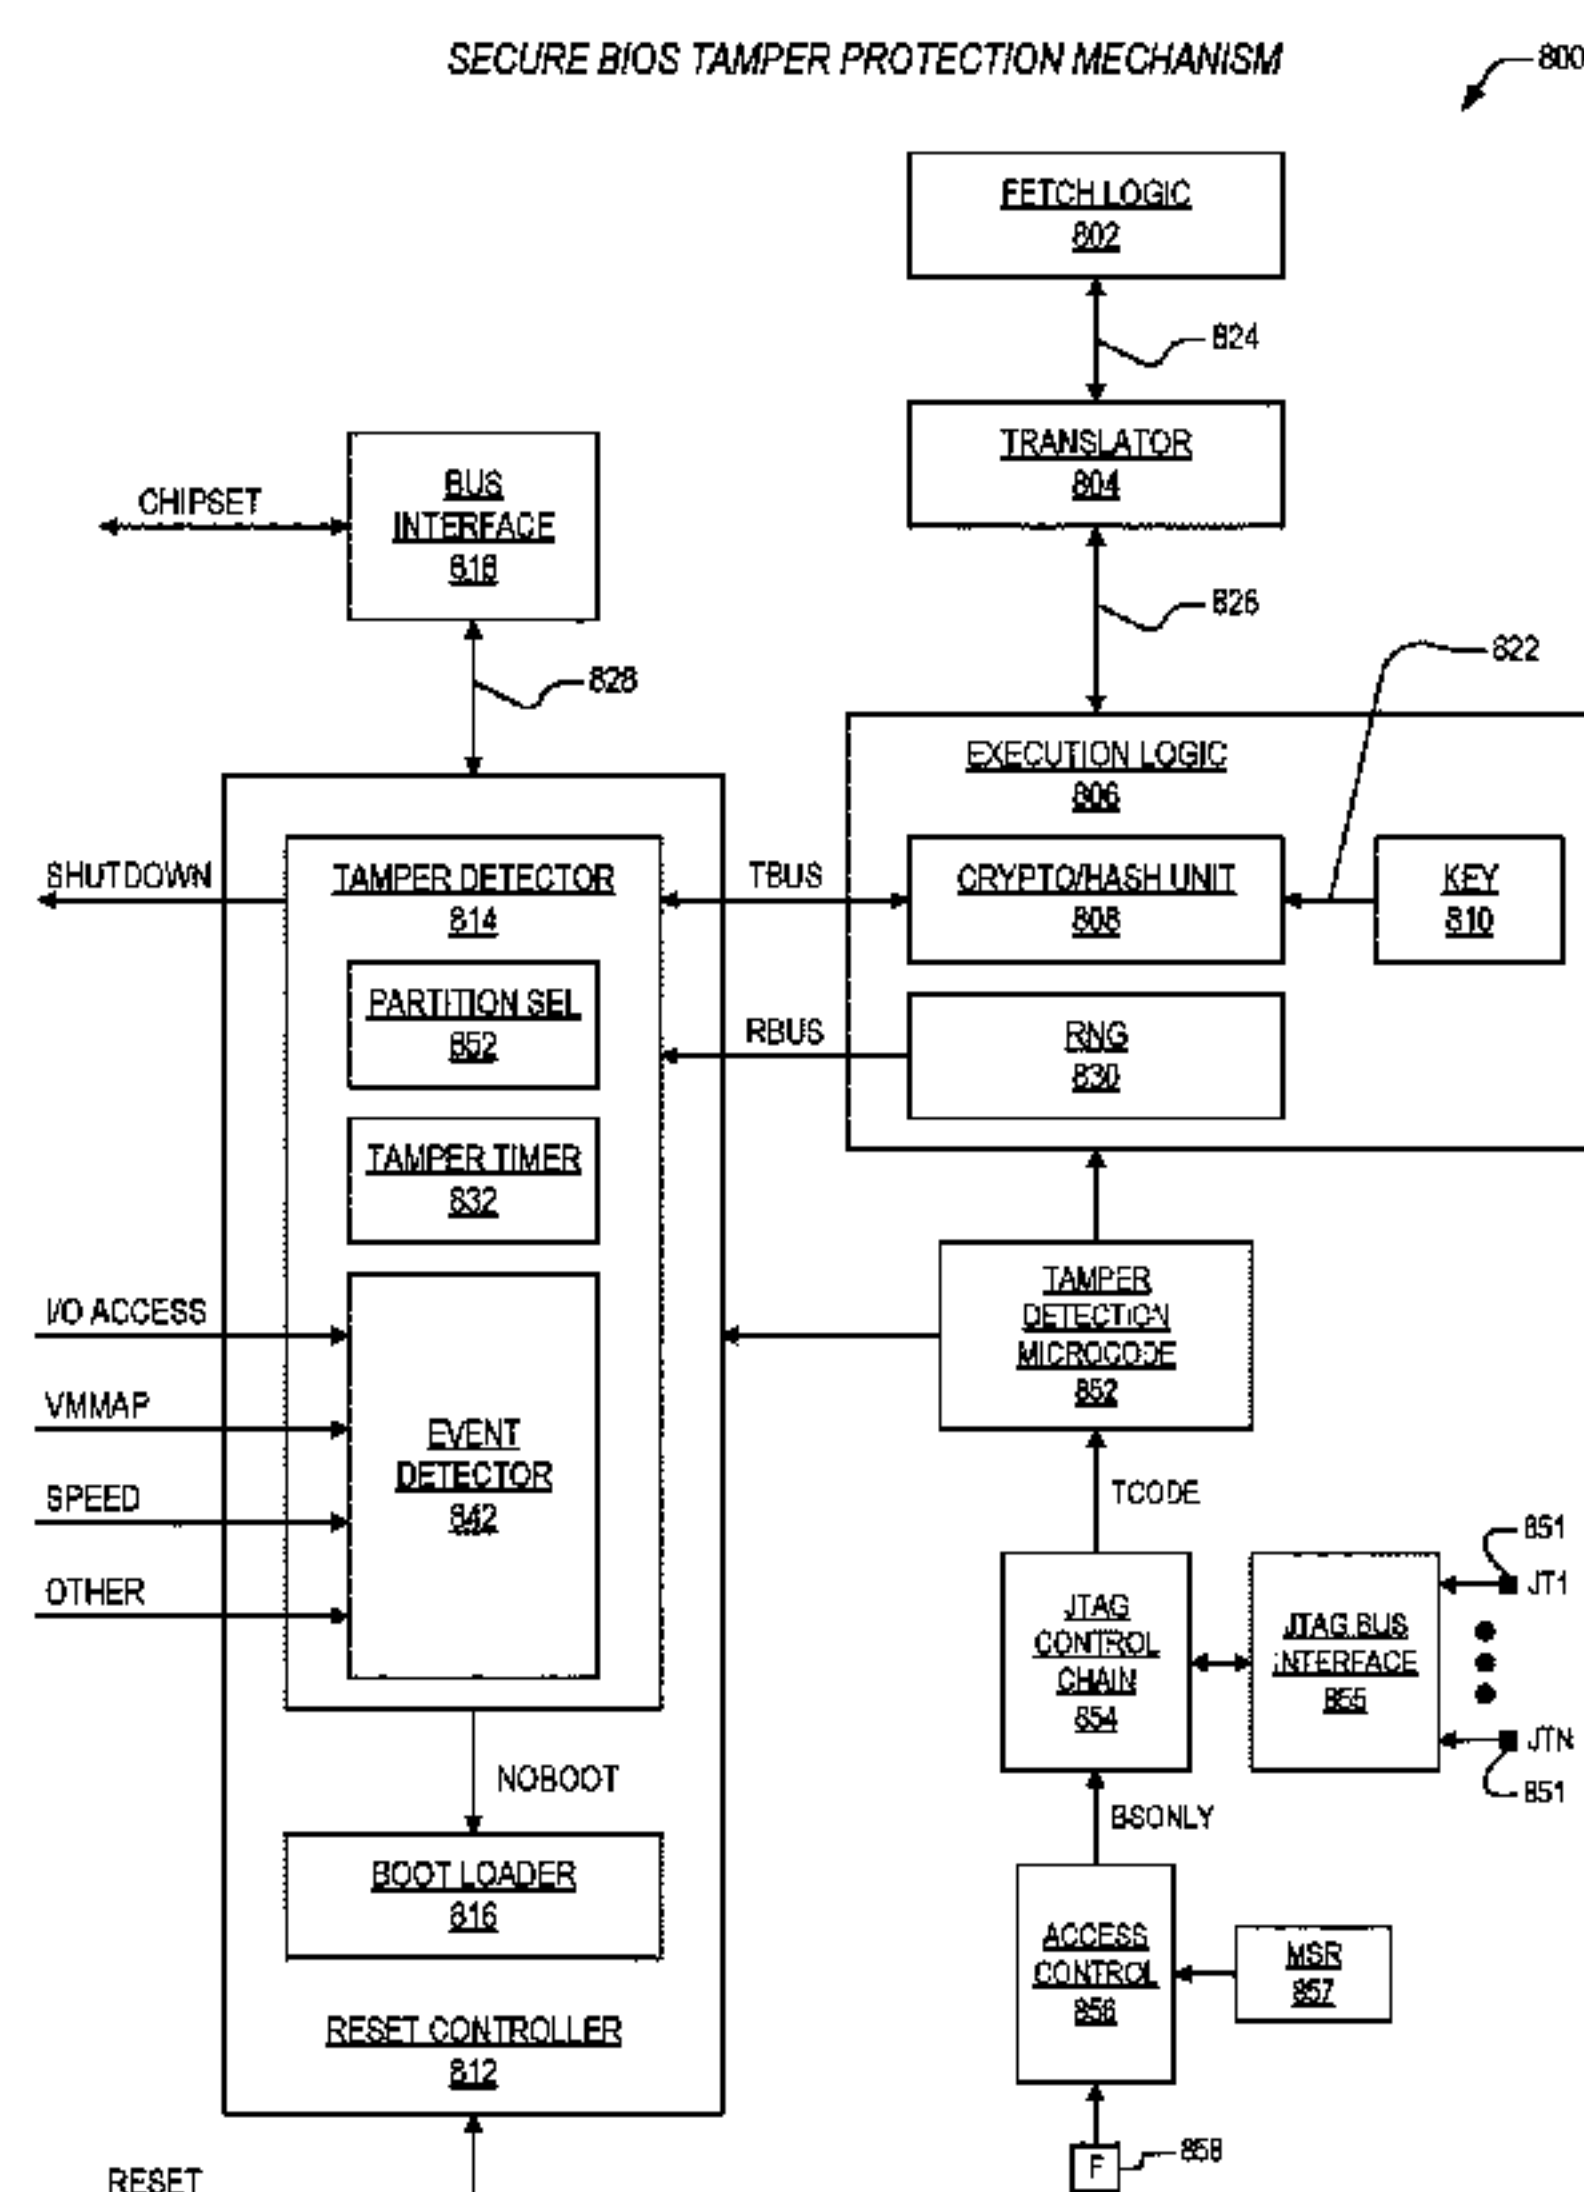 SECURE BIOS TAMPER PROTECTION MECHANISM
800
FETCH LOGIC
802
824
TRANSLATOR
804
CHIPSET
BUS
INTERFACE
818
826
822
828
EXECUTION LOGIC
806
SHUTDOWN
TAMPER DETECTOR
814
TBUS
CRYPTO/HASH UNIT
808
KEY
810
PARTITION SEL
852
RBUS
RNG
830
TAMPER TIMER
832
I/O ACCESS
VMMAP
SPEED
OTHER
EVENT
DETECTOR
842
TAMPER
DETECTION
MICROCODE
852
TCODE
JTAG
CONTROL
CHAIN
854
JTAG BUS
INTERFACE
855
851
JT1
JTN
851
NOBOOT
BSONLY
BOOT LOADER
816
ACCESS
CONTROL
856
MSR
857
RESET CONTROLLER
812
RESET
F
858